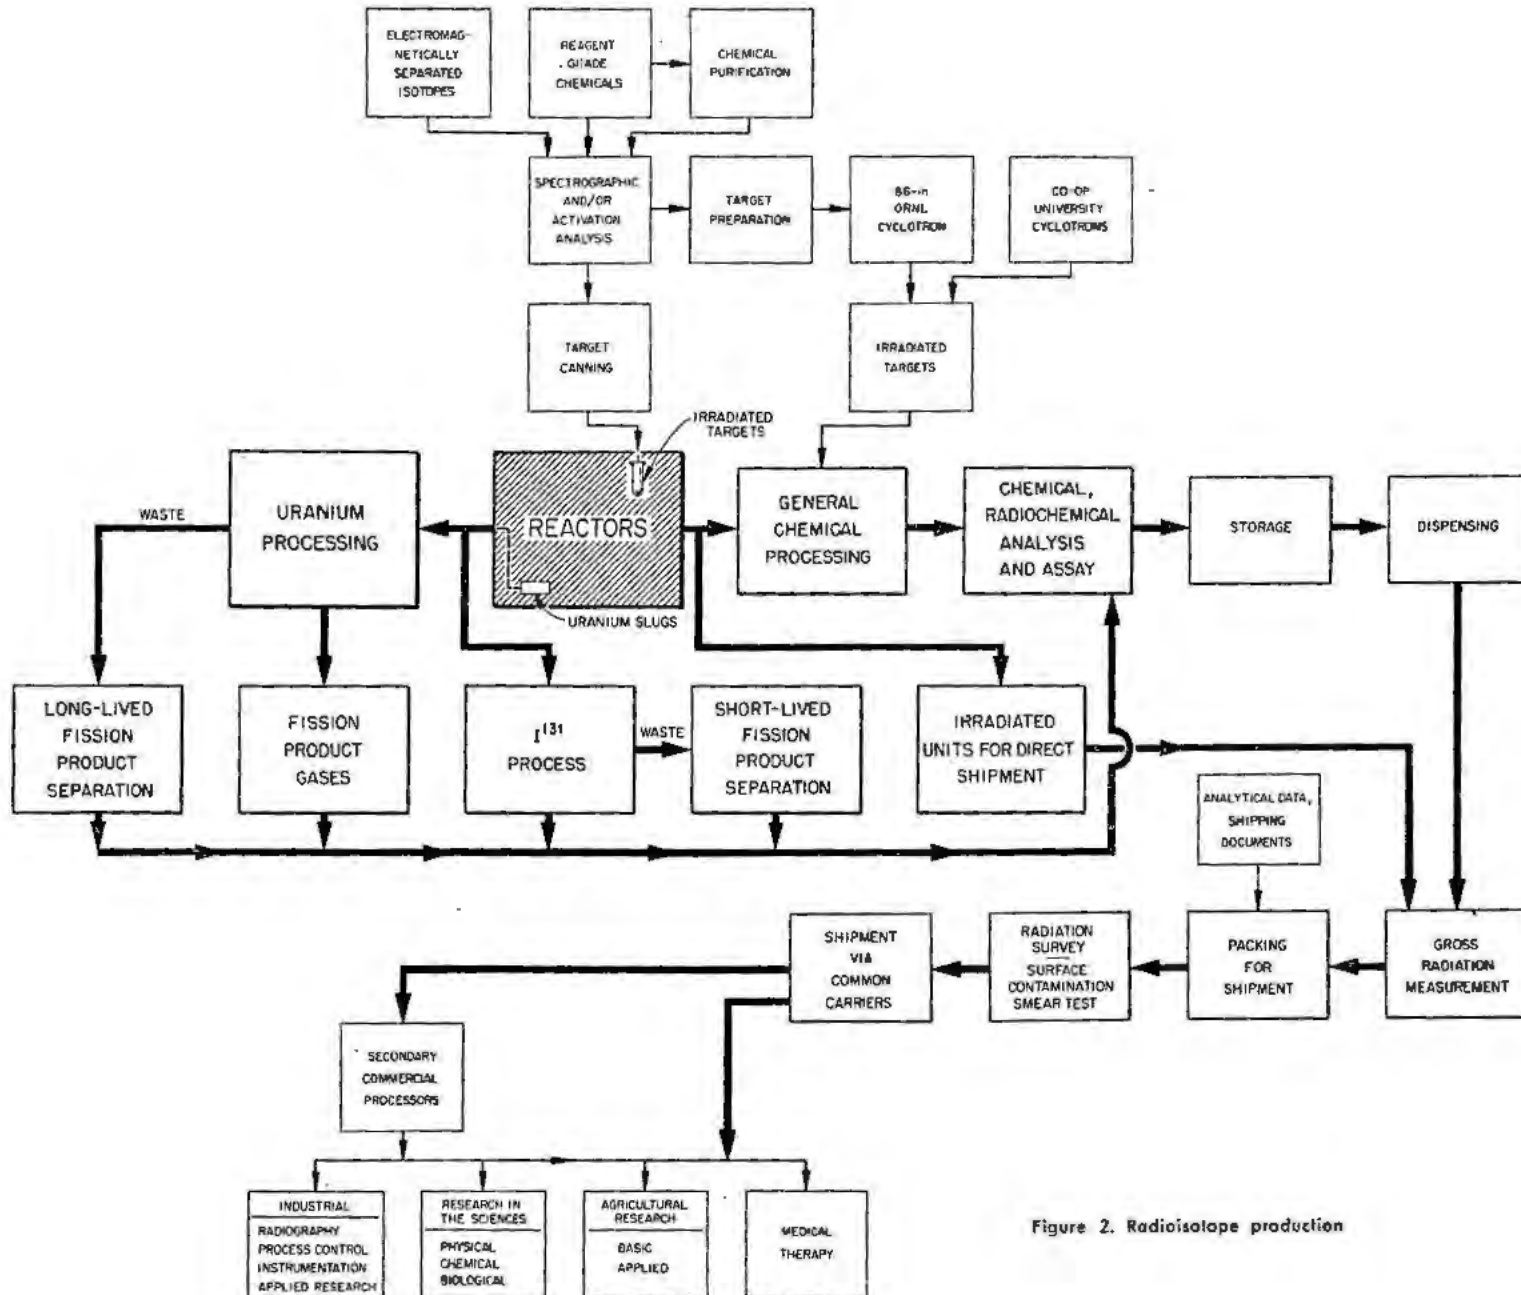 ELECTROMAG-
NETICALLY
SEPARATED
ISOTOPES
REAGENT
GRADE
CHEMICALS
CHEMICAL
PURIFICATION
SPECTROGRAPHIC
AND/OR
ACTIVATION
ANALYSIS
TARGET
PREPARATION
86-in
ORNL
CYCLOTRON
CO-OP
UNIVERSITY
CYCLOTRONS
TARGET
CANNING
IRRADIATED
TARGETS
IRRADIATED
TARGETS
WASTE
URANIUM
PROCESSING
REACTORS
URANIUM SLUGS
GENERAL
CHEMICAL
PROCESSING
CHEMICAL,
RADIOCHEMICAL
ANALYSIS
AND ASSAY
STORAGE
DISPENSING
LONG-LIVED
FISSION
PRODUCT
SEPARATION
FISSION
PRODUCT
GASES
I131
PROCESS
WASTE
SHORT-LIVED
FISSION
PRODUCT
SEPARATION
IRRADIATED
UNITS FOR DIRECT
SHIPMENT
ANALYTICAL DATA,
SHIPPING
DOCUMENTS
SHIPMENT
VIA
COMMON
CARRIERS
RADIATION
SURVEY
SURFACE
CONTAMINATION
SMEAR TEST
PACKING
FOR
SHIPMENT
GROSS
RADIATION
MEASUREMENT
SECONDARY
COMMERCIAL
PROCESSORS
INDUSTRIAL
RADIOGRAPHY
PROCESS CONTROL
INSTRUMENTATION
APPLIED RESEARCH
RESEARCH IN
THE SCIENCES
PHYSICAL
CHEMICAL
BIOLOGICAL
AGRICULTURAL
RESEARCH
BASIC
APPLIED
MEDICAL
THERAPY
Figure 2. Radioisotope production